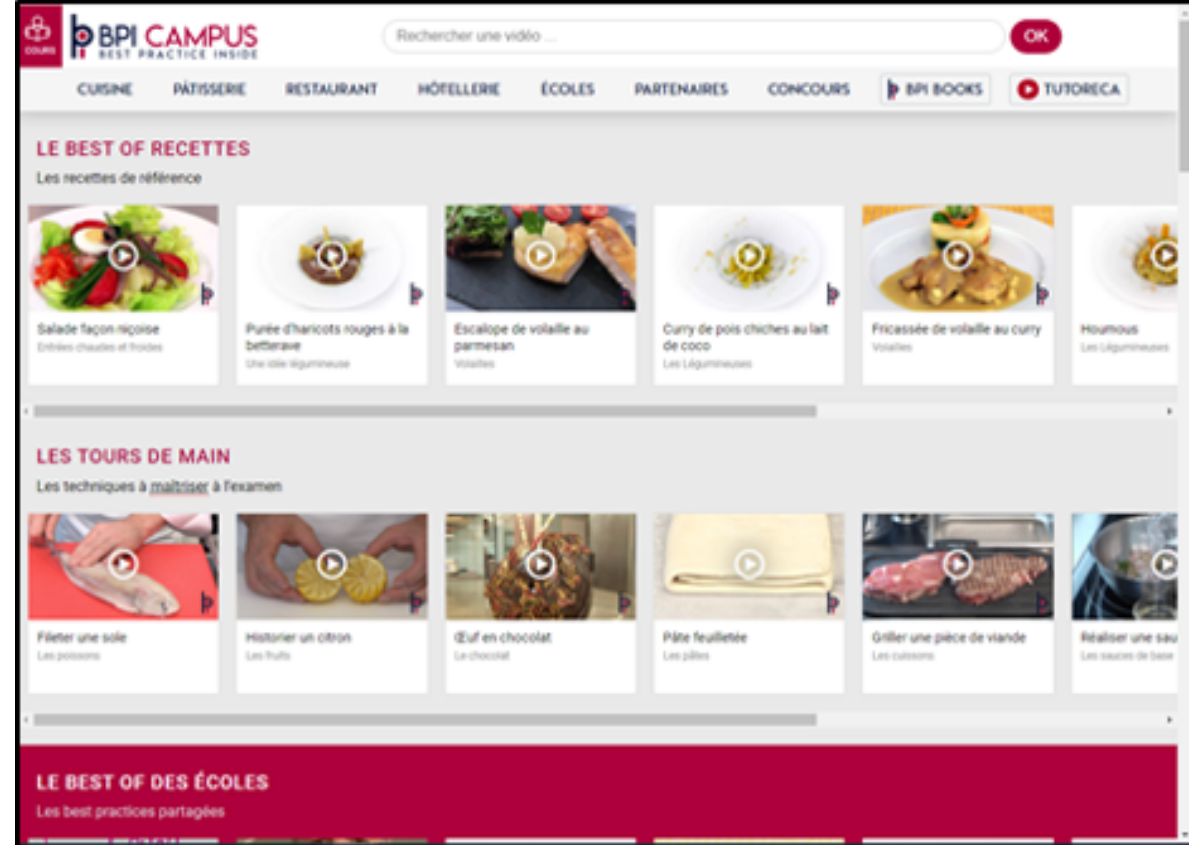 COURS
BPI CAMPUS
BEST PRACTICE INSIDE
Rechercher une vidéo ...
OK
CUISINE PÂTISSERIE RESTAURANT HÔTELLERIE ÉCOLES PARTENAIRES CONCOURS BPI BOOKS TUTORECA
LE BEST OF RECETTES
Les recettes de référence
Salade façon niçoise
Entrées chaudes et froides
Purée d'haricots rouges à la
betterave
Une idée légumineuse
Escalope de volaille au
parmesan
Volailles
Curry de pois chiches au lait
de coco
Les Légumineuses
Fricassée de volaille au curry
Volailles
Houmous
Les Légumineuses
LES TOURS DE MAIN
Les techniques à maîtriser à l'examen
Fileter une sole
Les poissons
Historier un citron
Les fruits
Œuf en chocolat
Le chocolat
Pâte feuilletée
Les pâtes
Griller une pièce de viande
Les cuissons
Réaliser une sau
Les sauces de base
LE BEST OF DES ÉCOLES
Les best practices partagées